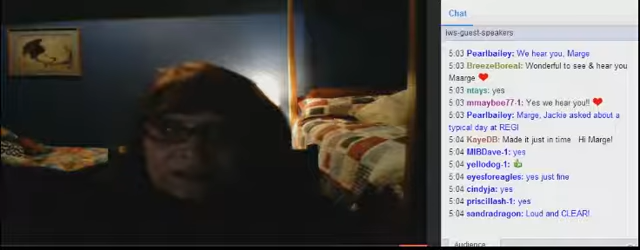 Chat
iws-guest-speakers
5:03 Pearlbailey: We hear you, Marge
5:03 BreezeBoreal: Wonderful to see & hear you
Maarge ❤
5:03 ntays: yes
5:03 mmayboe77-1: Yes we hear you!! ❤
5:03 Pearlbailey: Marge, Jackie asked about a
typical day at REGI
5:04 KayeDB: Made it just in time Hi Marge!
5:04 MIBDave-1: yes
5:04 yellodog-1: 👍
5:04 eyesforeagles: yes just fine
5:04 cindyja: yes
5:04 priscillash-1: yes
5:04 sandradragon: Loud and CLEAR!
Audience